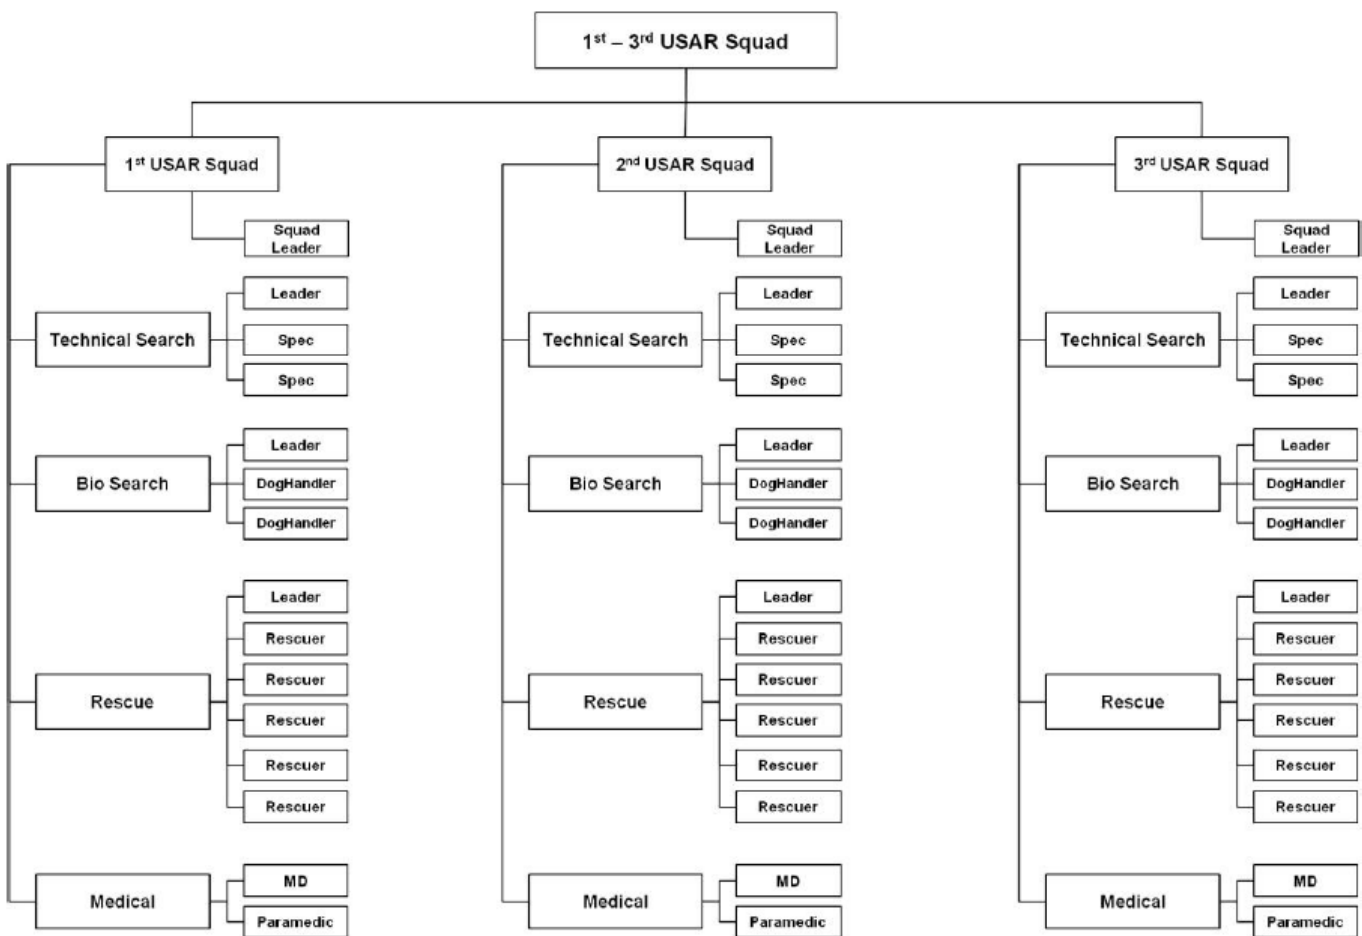 1st – 3rd USAR Squad
1st USAR Squad
Squad
Leader
Technical Search
Leader
Spec
Spec
Bio Search
Leader
DogHandler
DogHandler
Rescue
Leader
Rescuer
Rescuer
Rescuer
Rescuer
Rescuer
Medical
MD
Paramedic
2nd USAR Squad
Squad
Leader
Technical Search
Leader
Spec
Spec
Bio Search
Leader
DogHandler
DogHandler
Rescue
Leader
Rescuer
Rescuer
Rescuer
Rescuer
Rescuer
Medical
MD
Paramedic
3rd USAR Squad
Squad
Leader
Technical Search
Leader
Spec
Spec
Bio Search
Leader
DogHandler
DogHandler
Rescue
Leader
Rescuer
Rescuer
Rescuer
Rescuer
Rescuer
Medical
MD
Paramedic